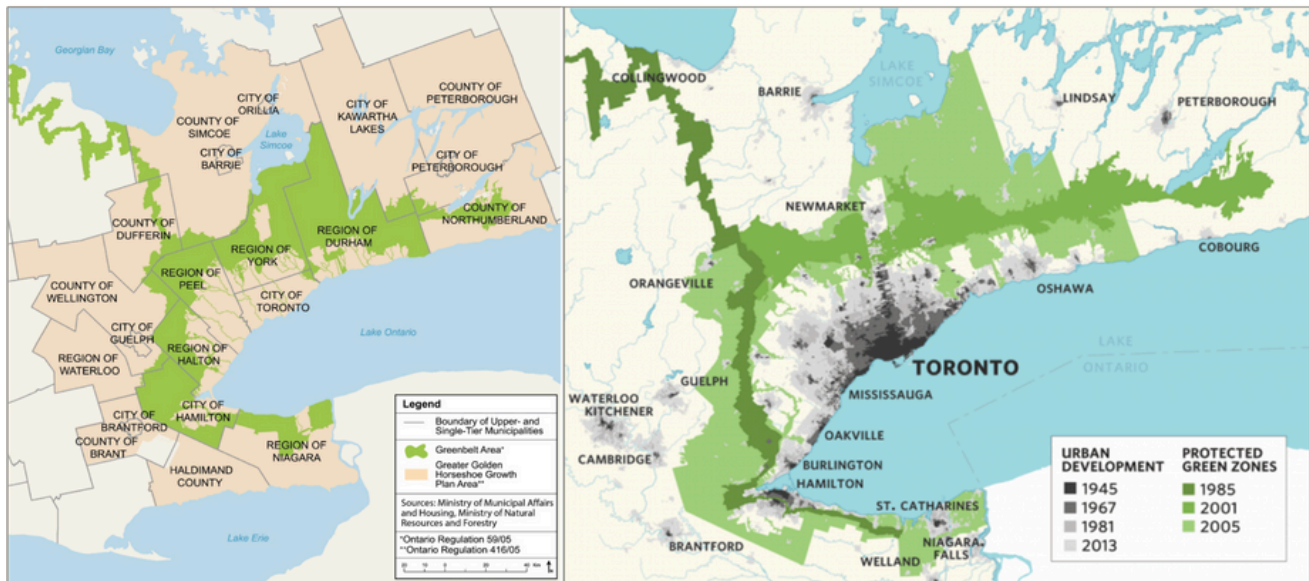 Georgian Bay
COUNTY OF
PETERBOROUGH
CITY OF
ORILLIA
CITY OF
KAWARTHA
LAKES
COUNTY OF
SIMCOE
Lake
Simcoe
CITY OF
BARRIE
CITY OF
PETERBOROUGH
COUNTY OF
NORTHUMBERLAND
COUNTY OF
DUFFERIN
REGION OF
DURHAM
REGION OF
YORK
REGION OF
PEEL
COUNTY OF
WELLINGTON
CITY OF
TORONTO
CITY OF
GUELPH
Lake Ontario
REGION OF
HALTON
REGION OF
WATERLOO
CITY OF
HAMILTON
CITY OF
BRANTFORD
COUNTY OF
BRANT
REGION OF
NIAGARA
HALDIMAND
COUNTY
Lake Erie
Legend
Boundary of Upper- and
Single-Tier Municipalities
Greenbelt Area*
Greater Golden
Horseshoe Growth
Plan Area**
Sources: Ministry of Municipal Affairs
and Housing, Ministry of Natural
Resources and Forestry
*Ontario Regulation 59/05
**Ontario Regulation 416/05
20 0 20 40 Km
COLLINGWOOD
LAKE
SIMCOE
BARRIE
LINDSAY
PETERBOROUGH
NEWMARKET
COBOURG
ORANGEVILLE
OSHAWA
LAKE
ONTARIO
TORONTO
GUELPH
MISSISSAUGA
WATERLOO
KITCHENER
OAKVILLE
CAMBRIDGE
BURLINGTON
HAMILTON
ST. CATHARINES
BRANTFORD
NIAGARA
FALLS
WELLAND
URBAN
DEVELOPMENT
1945
1967
1981
2013
PROTECTED
GREEN ZONES
1985
2001
2005